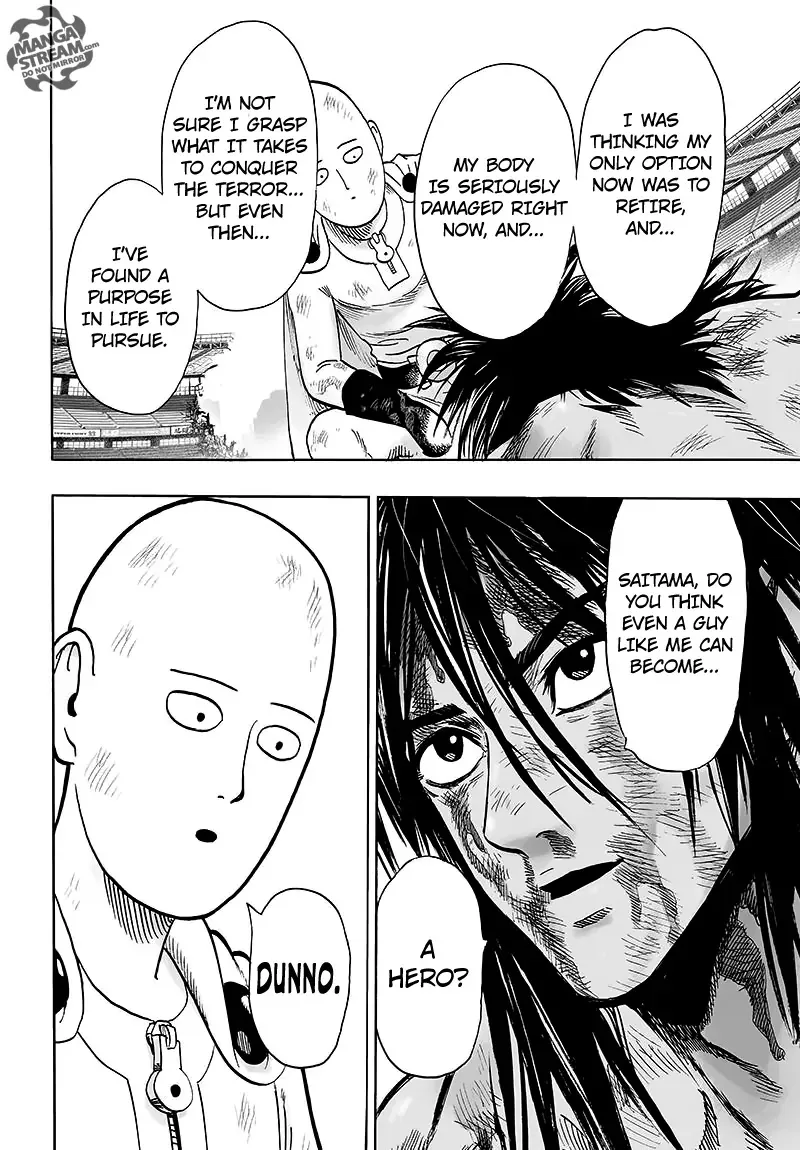 MANGA
STREAM.com
DO NOT MIRROR
I WAS
THINKING MY
ONLY OPTION
NOW WAS TO
RETIRE,
AND...
MY BODY
IS SERIOUSLY
DAMAGED RIGHT
NOW, AND...
I'M NOT
SURE I GRASP
WHAT IT TAKES
TO CONQUER
THE TERROR...
BUT EVEN
THEN...
I'VE
FOUND A
PURPOSE
IN LIFE TO
PURSUE.
SAITAMA, DO
YOU THINK
EVEN A GUY
LIKE ME CAN
BECOME...
A
HERO?
DUNNO.